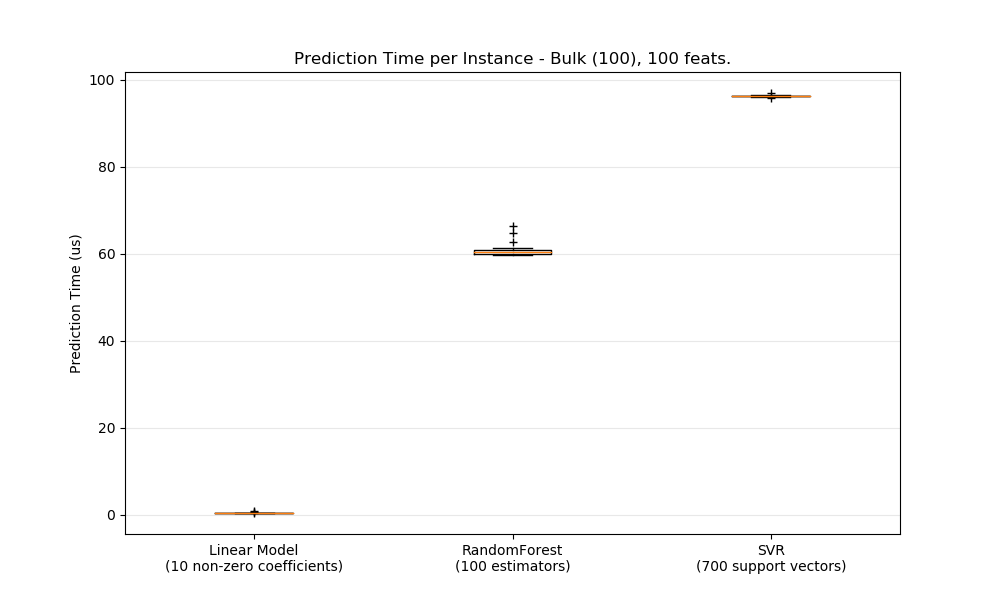 Prediction Time per Instance - Bulk (100), 100 feats.
100
80
60
40
20
0
Prediction Time (us)
Linear Model
(10 non-zero coefficients)
RandomForest
(100 estimators)
SVR
(700 support vectors)